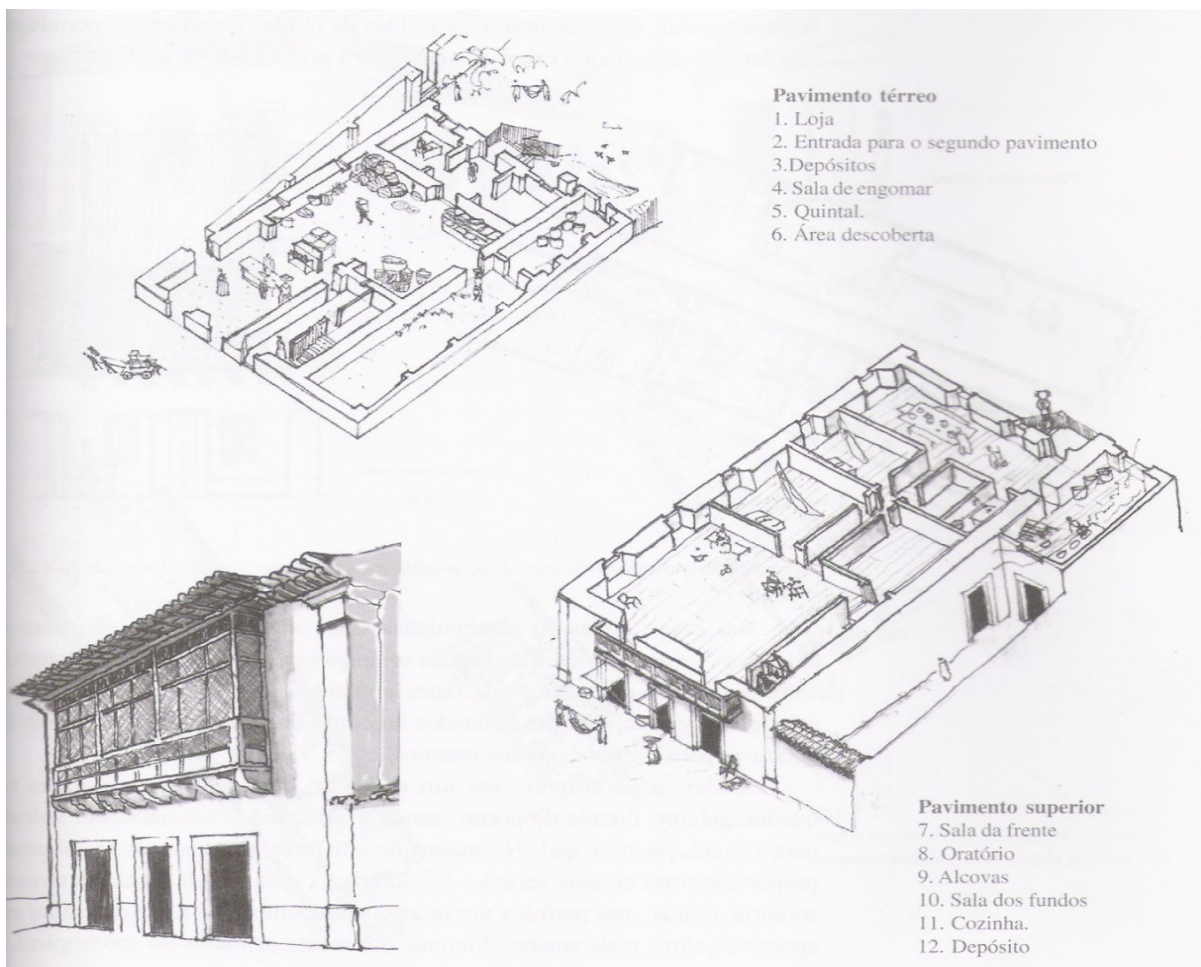 Pavimento térreo
1. Loja
2. Entrada para o segundo pavimento
3.Depósitos
4. Sala de engomar
5. Quintal.
6. Área descoberta
Pavimento superior
7. Sala da frente
8. Oratório
9. Alcovas
10. Sala dos fundos
11. Cozinha.
12. Depósito